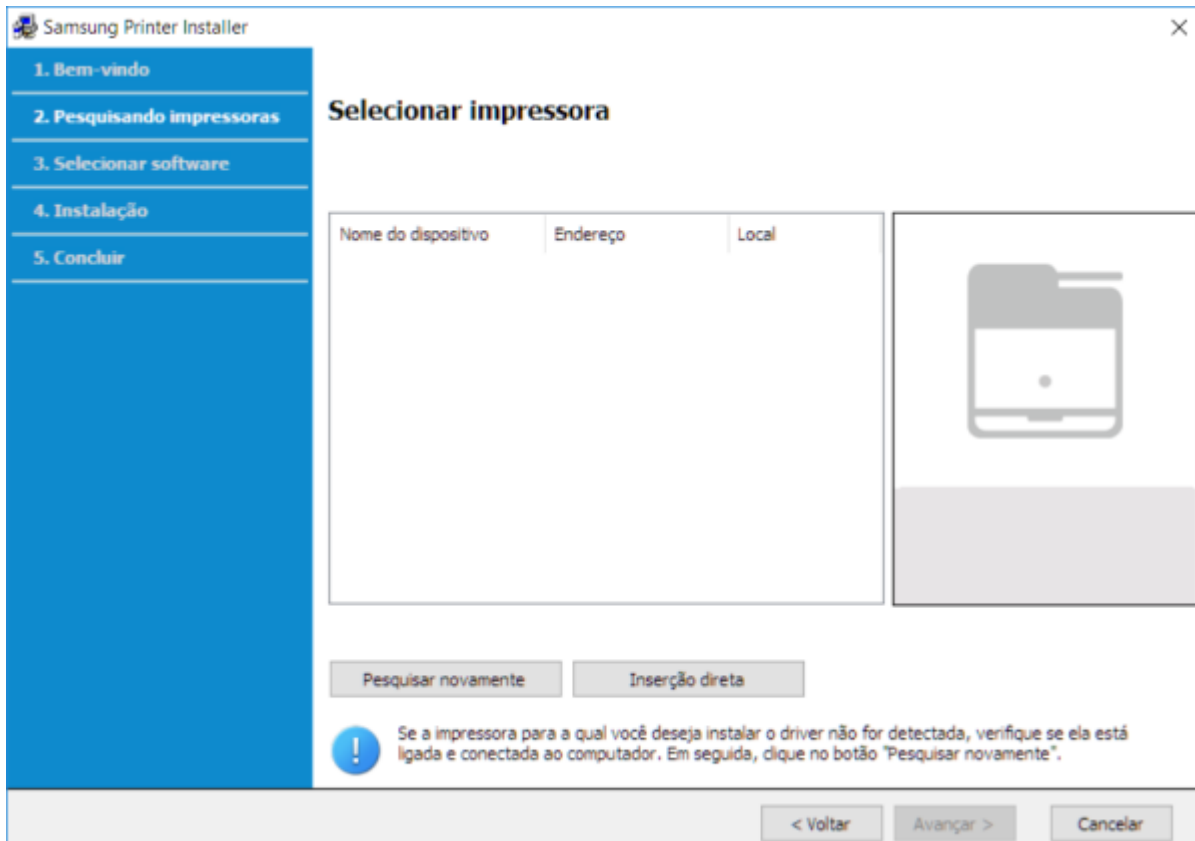 Samsung Printer Installer
1. Bem-vindo
2. Pesquisando impressoras
3. Selecionar software
4. Instalação
5. Concluir
Selecionar impressora
Nome do dispositivo Endereço Local
Pesquisar novamente Inserção direta
Se a impressora para a qual você deseja instalar o driver não for detectada, verifique se ela está
ligada e conectada ao computador. Em seguida, clique no botão "Pesquisar novamente".
< Voltar Avançar > Cancelar